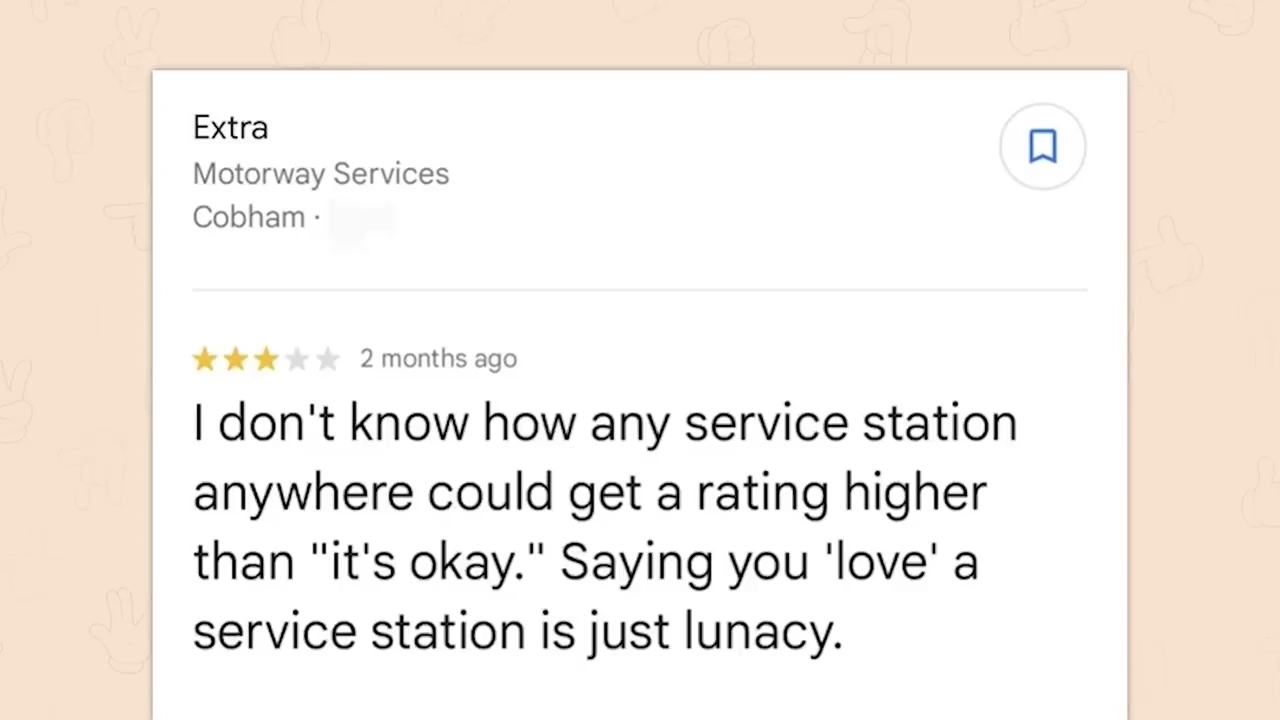 Extra
Motorway Services
Cobham ·
2 months ago
I don't know how any service station
anywhere could get a rating higher
than "it's okay." Saying you 'love' a
service station is just lunacy.